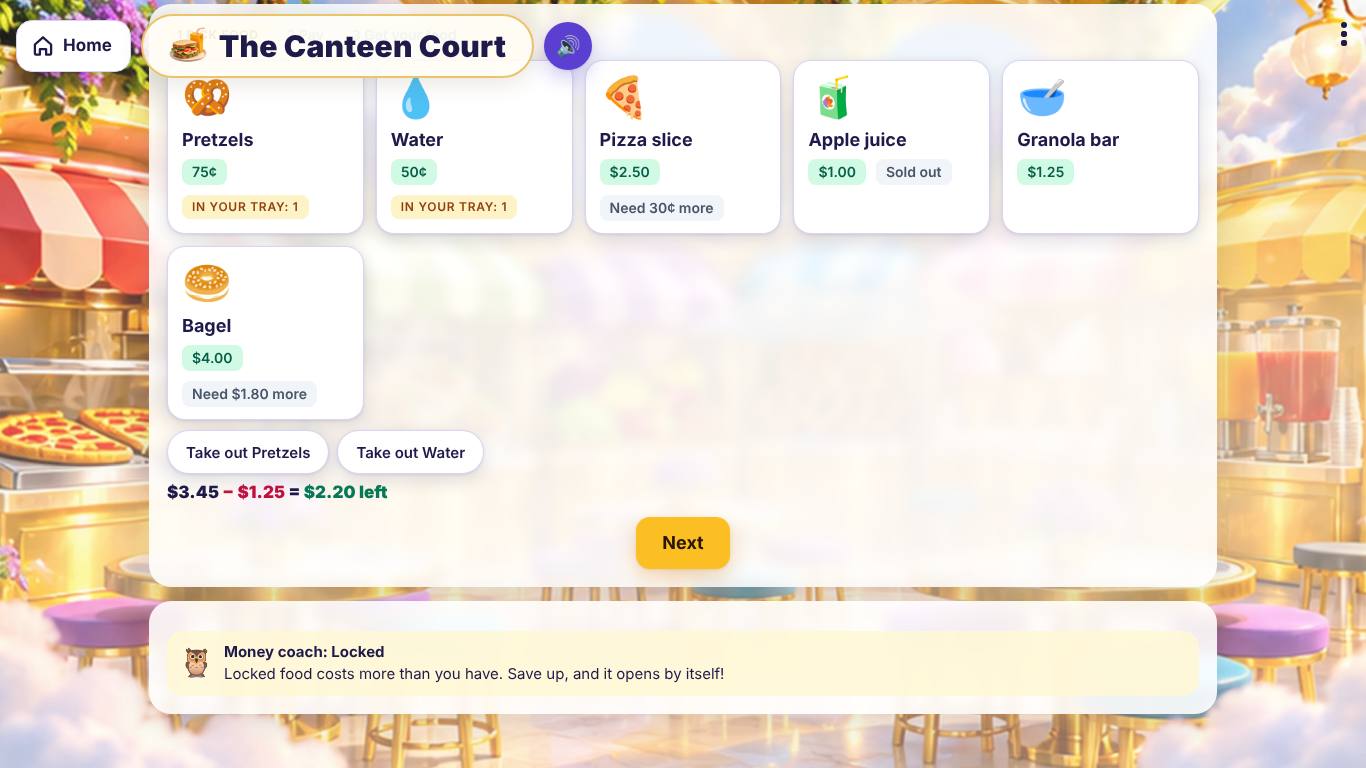 Home
The Canteen Court
Pretzels
75¢
IN YOUR TRAY: 1
Water
50¢
IN YOUR TRAY: 1
Pizza slice
$2.50
Need 30¢ more
Apple juice
$1.00 Sold out
Granola bar
$1.25
Bagel
$4.00
Need $1.80 more
Take out Pretzels
Take out Water
$3.45 − $1.25 = $2.20 left
Next
Money coach: Locked
Locked food costs more than you have. Save up, and it opens by itself!